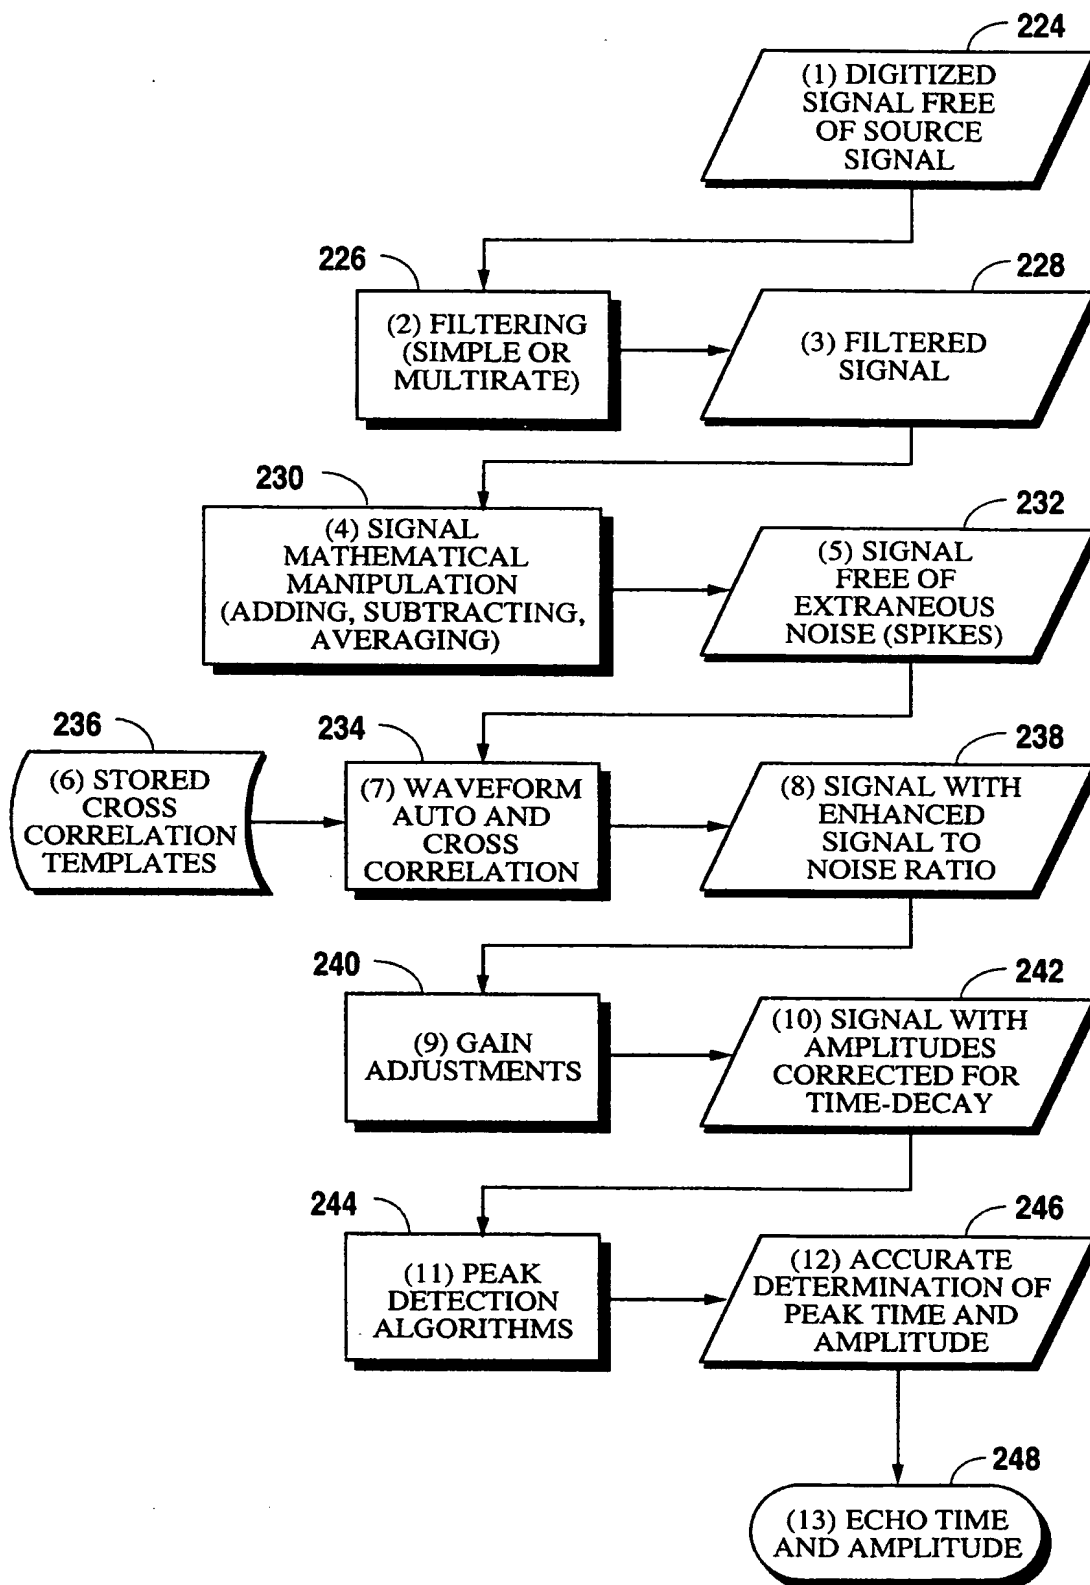 224
(1) DIGITIZED
SIGNAL FREE
OF SOURCE
SIGNAL
226
(2) FILTERING
(SIMPLE OR
MULTIRATE)
228
(3) FILTERED
SIGNAL
230
(4) SIGNAL
MATHEMATICAL
MANIPULATION
(ADDING, SUBTRACTING,
AVERAGING)
232
(5) SIGNAL
FREE OF
EXTRANEOUS
NOISE (SPIKES)
236
(6) STORED
CROSS
CORRELATION
TEMPLATES
234
(7) WAVEFORM
AUTO AND
CROSS
CORRELATION
238
(8) SIGNAL WITH
ENHANCED
SIGNAL TO
NOISE RATIO
240
(9) GAIN
ADJUSTMENTS
242
(10) SIGNAL WITH
AMPLITUDES
CORRECTED FOR
TIME-DECAY
244
(11) PEAK
DETECTION
ALGORITHMS
246
(12) ACCURATE
DETERMINATION OF
PEAK TIME AND
AMPLITUDE
248
(13) ECHO TIME
AND AMPLITUDE